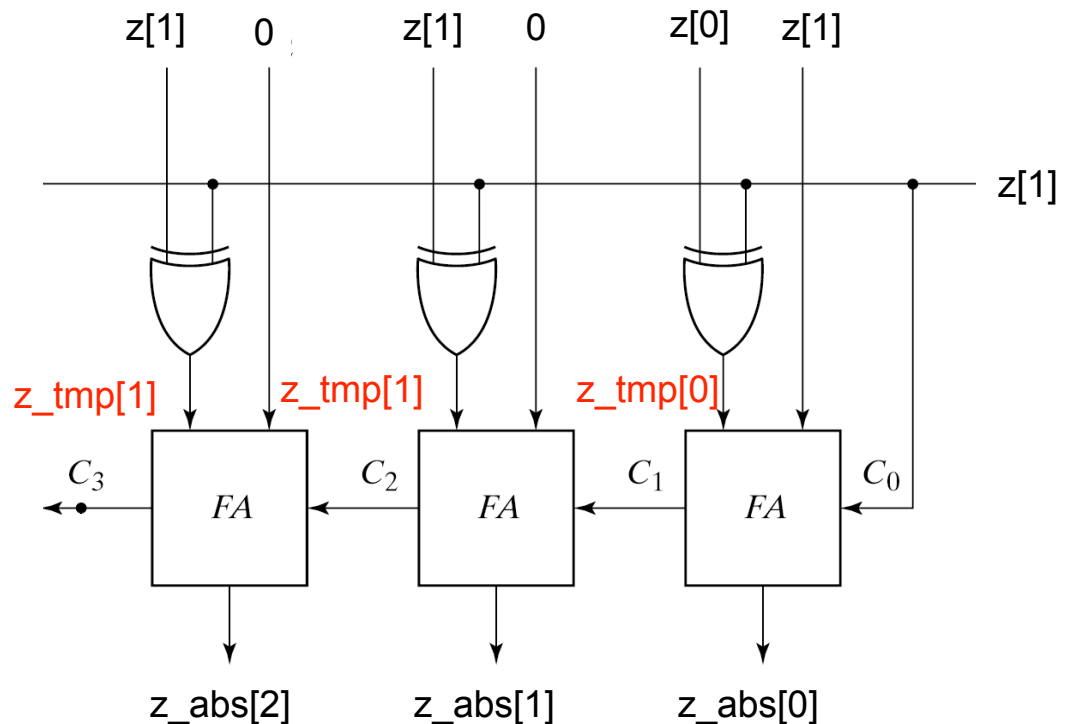 z[1] 0 z[1] 0 z[0] z[1]
z[1]
z_tmp[1] z_tmp[1] z_tmp[0]
C3 FA C2 FA C1 FA C0
z_abs[2] z_abs[1] z_abs[0]